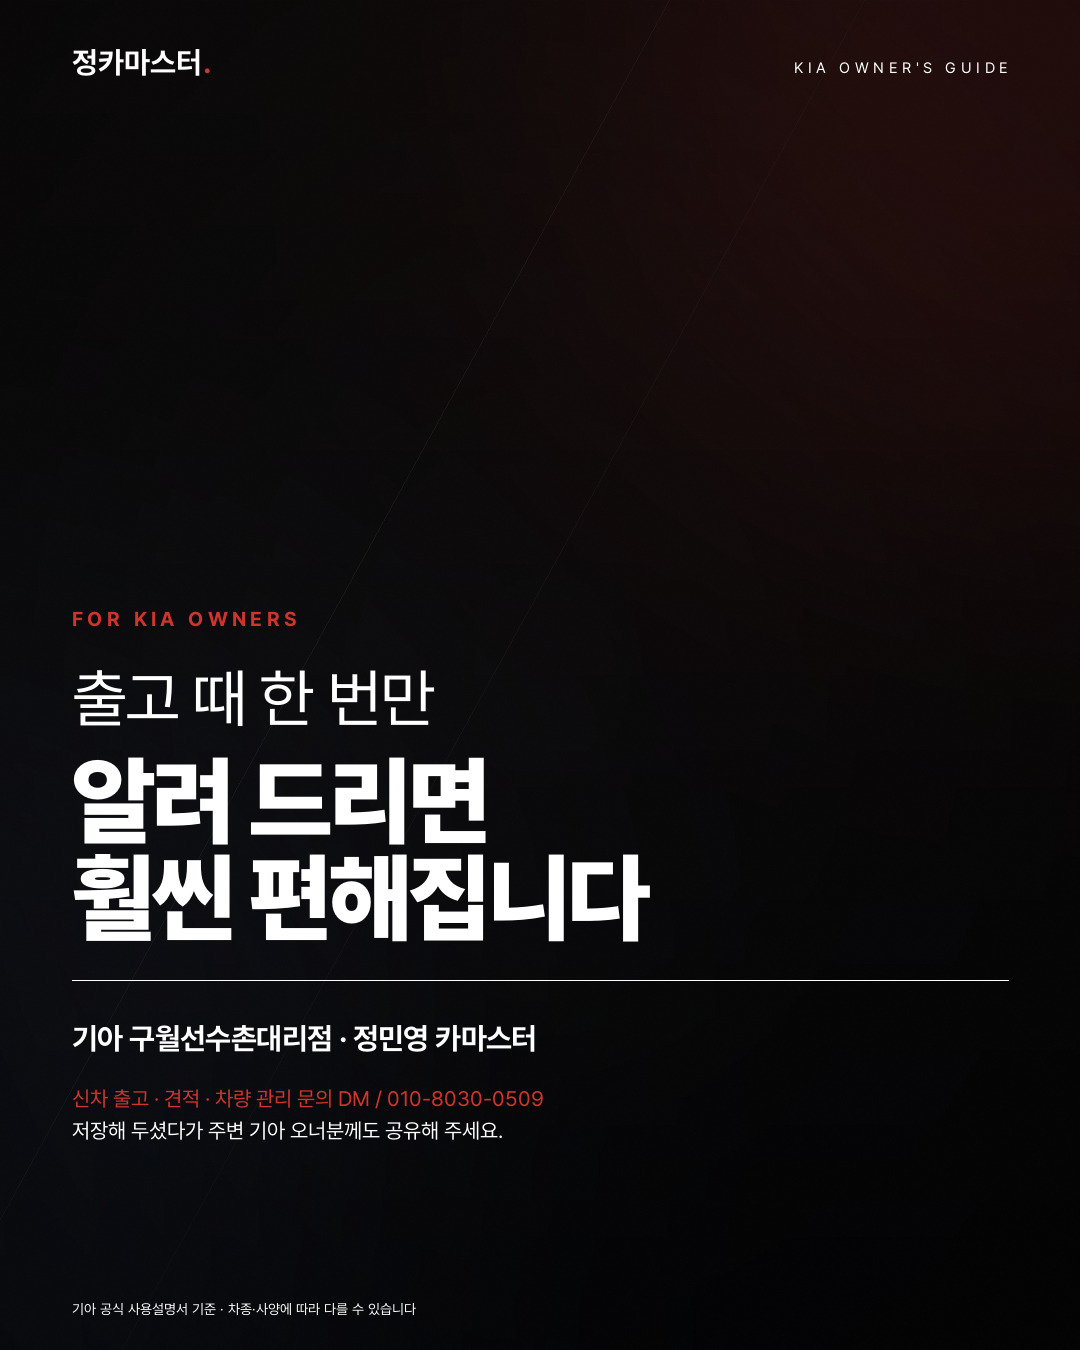 정카마스터.
KIA OWNER'S GUIDE
FOR KIA OWNERS
출고 때 한 번만
알려 드리면
훨씬 편해집니다
기아 구월선수촌대리점 · 정민영 카마스터
신차 출고 · 견적 · 차량 관리 문의 DM / 010-8030-0509
저장해 두셨다가 주변 기아 오너분께도 공유해 주세요.
기아 공식 사용설명서 기준 · 차종·사양에 따라 다를 수 있습니다